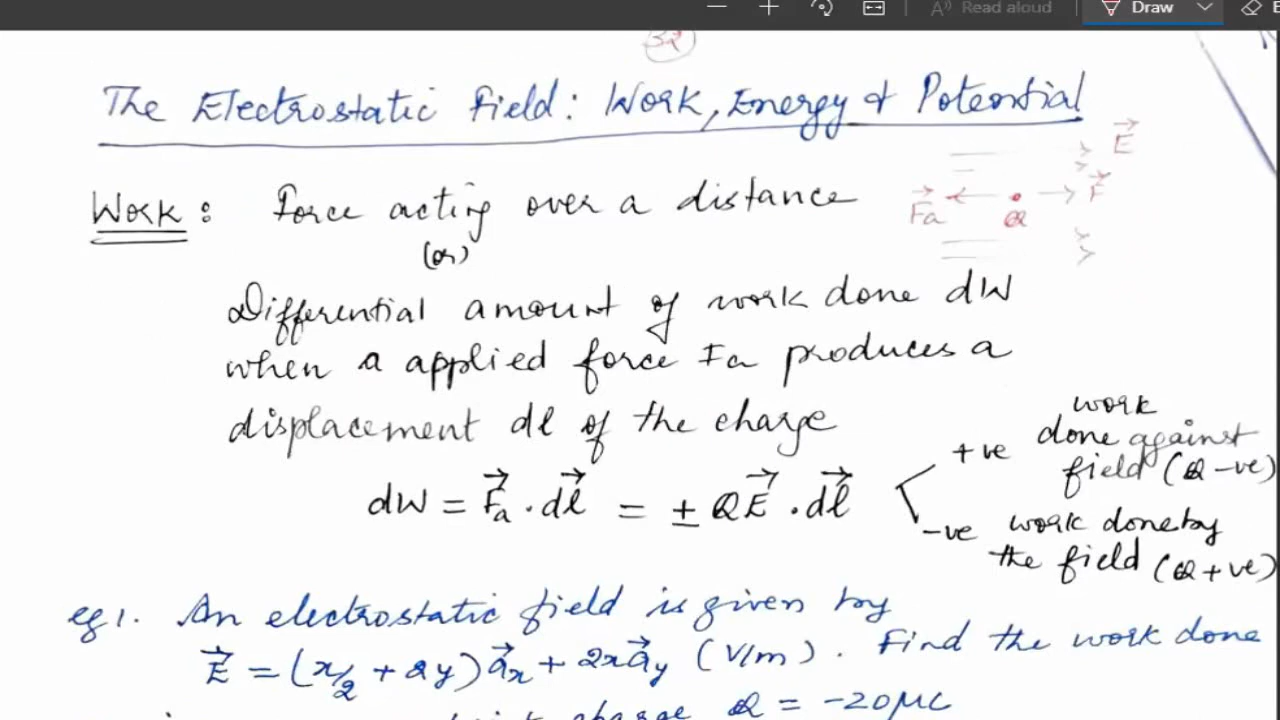 Read aloud
Draw
32
The Electrostatic Field: Work, Energy & Potential
E
Work: Force acting over a distance
Fa Q F
(or)
Differential amount of work done dW
when a applied force Fa produces a
displacement dl of the charge
dW = F⃗a . dl⃗ = ± QE⃗ . dl⃗
+ve work done against field (Q -ve)
-ve work done by the field (Q +ve)
eg1. An electrostatic field is given by
E⃗ = (x/2 + 2y) a⃗x + 2x a⃗y (V/m). Find the work done
charge Q = -20μC